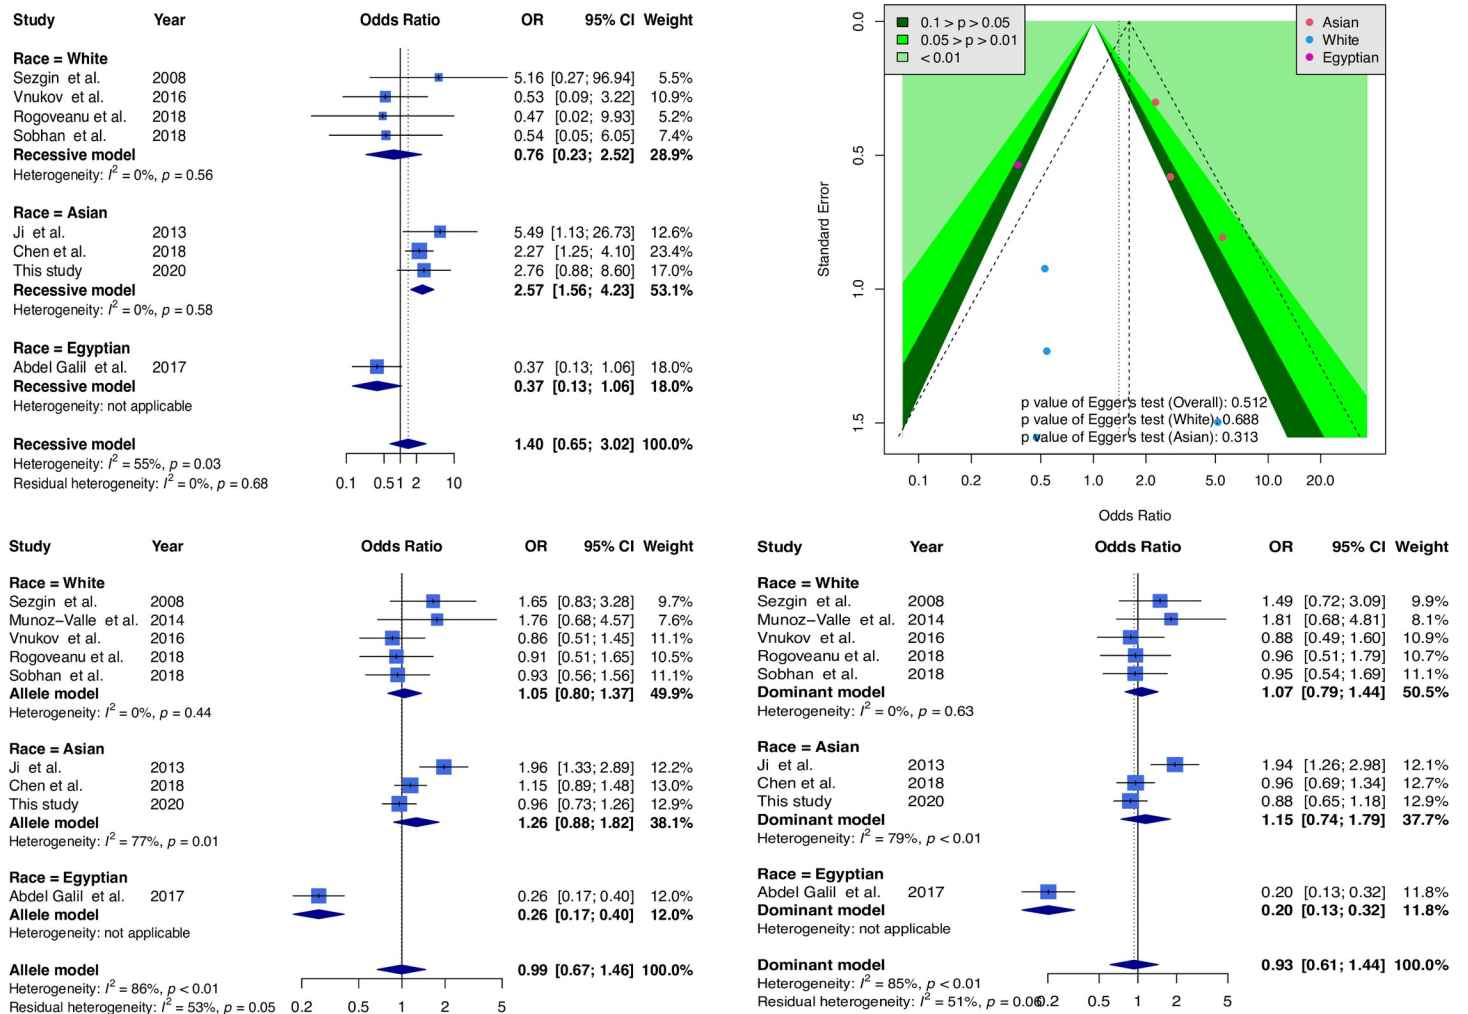 Study Year Odds Ratio OR 95% CI Weight
Race = White
Sezgin et al. 2008 5.16 [0.27; 96.94] 5.5%
Vnukov et al. 2016 0.53 [0.09; 3.22] 10.9%
Rogoveanu et al. 2018 0.47 [0.02; 9.93] 5.2%
Sobhan et al. 2018 0.54 [0.05; 6.05] 7.4%
Recessive model 0.76 [0.23; 2.52] 28.9%
Heterogeneity: I² = 0%, p = 0.56
Race = Asian
Ji et al. 2013 5.49 [1.13; 26.73] 12.6%
Chen et al. 2018 2.27 [1.25; 4.10] 23.4%
This study 2020 2.76 [0.88; 8.60] 17.0%
Recessive model 2.57 [1.56; 4.23] 53.1%
Heterogeneity: I² = 0%, p = 0.58
Race = Egyptian
Abdel Galil et al. 2017 0.37 [0.13; 1.06] 18.0%
Recessive model 0.37 [0.13; 1.06] 18.0%
Heterogeneity: not applicable
Recessive model 1.40 [0.65; 3.02] 100.0%
Heterogeneity: I² = 55%, p = 0.03
Residual heterogeneity: I² = 0%, p = 0.68
0.1 0.5 1 2 10
0.1 > p > 0.05
0.05 > p > 0.01
< 0.01
Asian
White
Egyptian
Standard Error
0.0
0.5
1.0
1.5
p value of Egger's test (Overall): 0.512
p value of Egger's test (White): 0.688
p value of Egger's test (Asian): 0.313
0.1 0.2 0.5 1.0 2.0 5.0 10.0 20.0
Odds Ratio
Study Year Odds Ratio OR 95% CI Weight
Race = White
Sezgin et al. 2008 1.65 [0.83; 3.28] 9.7%
Munoz−Valle et al. 2014 1.76 [0.68; 4.57] 7.6%
Vnukov et al. 2016 0.86 [0.51; 1.45] 11.1%
Rogoveanu et al. 2018 0.91 [0.51; 1.65] 10.5%
Sobhan et al. 2018 0.93 [0.56; 1.56] 11.1%
Allele model 1.05 [0.80; 1.37] 49.9%
Heterogeneity: I² = 0%, p = 0.44
Race = Asian
Ji et al. 2013 1.96 [1.33; 2.89] 12.2%
Chen et al. 2018 1.15 [0.89; 1.48] 13.0%
This study 2020 0.96 [0.73; 1.26] 12.9%
Allele model 1.26 [0.88; 1.82] 38.1%
Heterogeneity: I² = 77%, p = 0.01
Race = Egyptian
Abdel Galil et al. 2017 0.26 [0.17; 0.40] 12.0%
Allele model 0.26 [0.17; 0.40] 12.0%
Heterogeneity: not applicable
Allele model 0.99 [0.67; 1.46] 100.0%
Heterogeneity: I² = 86%, p < 0.01
Residual heterogeneity: I² = 53%, p = 0.05
0.2 0.5 1 2 5
Study Year Odds Ratio OR 95% CI Weight
Race = White
Sezgin et al. 2008 1.49 [0.72; 3.09] 9.9%
Munoz−Valle et al. 2014 1.81 [0.68; 4.81] 8.1%
Vnukov et al. 2016 0.88 [0.49; 1.60] 10.9%
Rogoveanu et al. 2018 0.96 [0.51; 1.79] 10.7%
Sobhan et al. 2018 0.95 [0.54; 1.69] 11.1%
Dominant model 1.07 [0.79; 1.44] 50.5%
Heterogeneity: I² = 0%, p = 0.63
Race = Asian
Ji et al. 2013 1.94 [1.26; 2.98] 12.1%
Chen et al. 2018 0.96 [0.69; 1.34] 12.7%
This study 2020 0.88 [0.65; 1.18] 12.9%
Dominant model 1.15 [0.74; 1.79] 37.7%
Heterogeneity: I² = 79%, p < 0.01
Race = Egyptian
Abdel Galil et al. 2017 0.20 [0.13; 0.32] 11.8%
Dominant model 0.20 [0.13; 0.32] 11.8%
Heterogeneity: not applicable
Dominant model 0.93 [0.61; 1.44] 100.0%
Heterogeneity: I² = 85%, p < 0.01
Residual heterogeneity: I² = 51%, p = 0.06
0.2 0.5 1 2 5